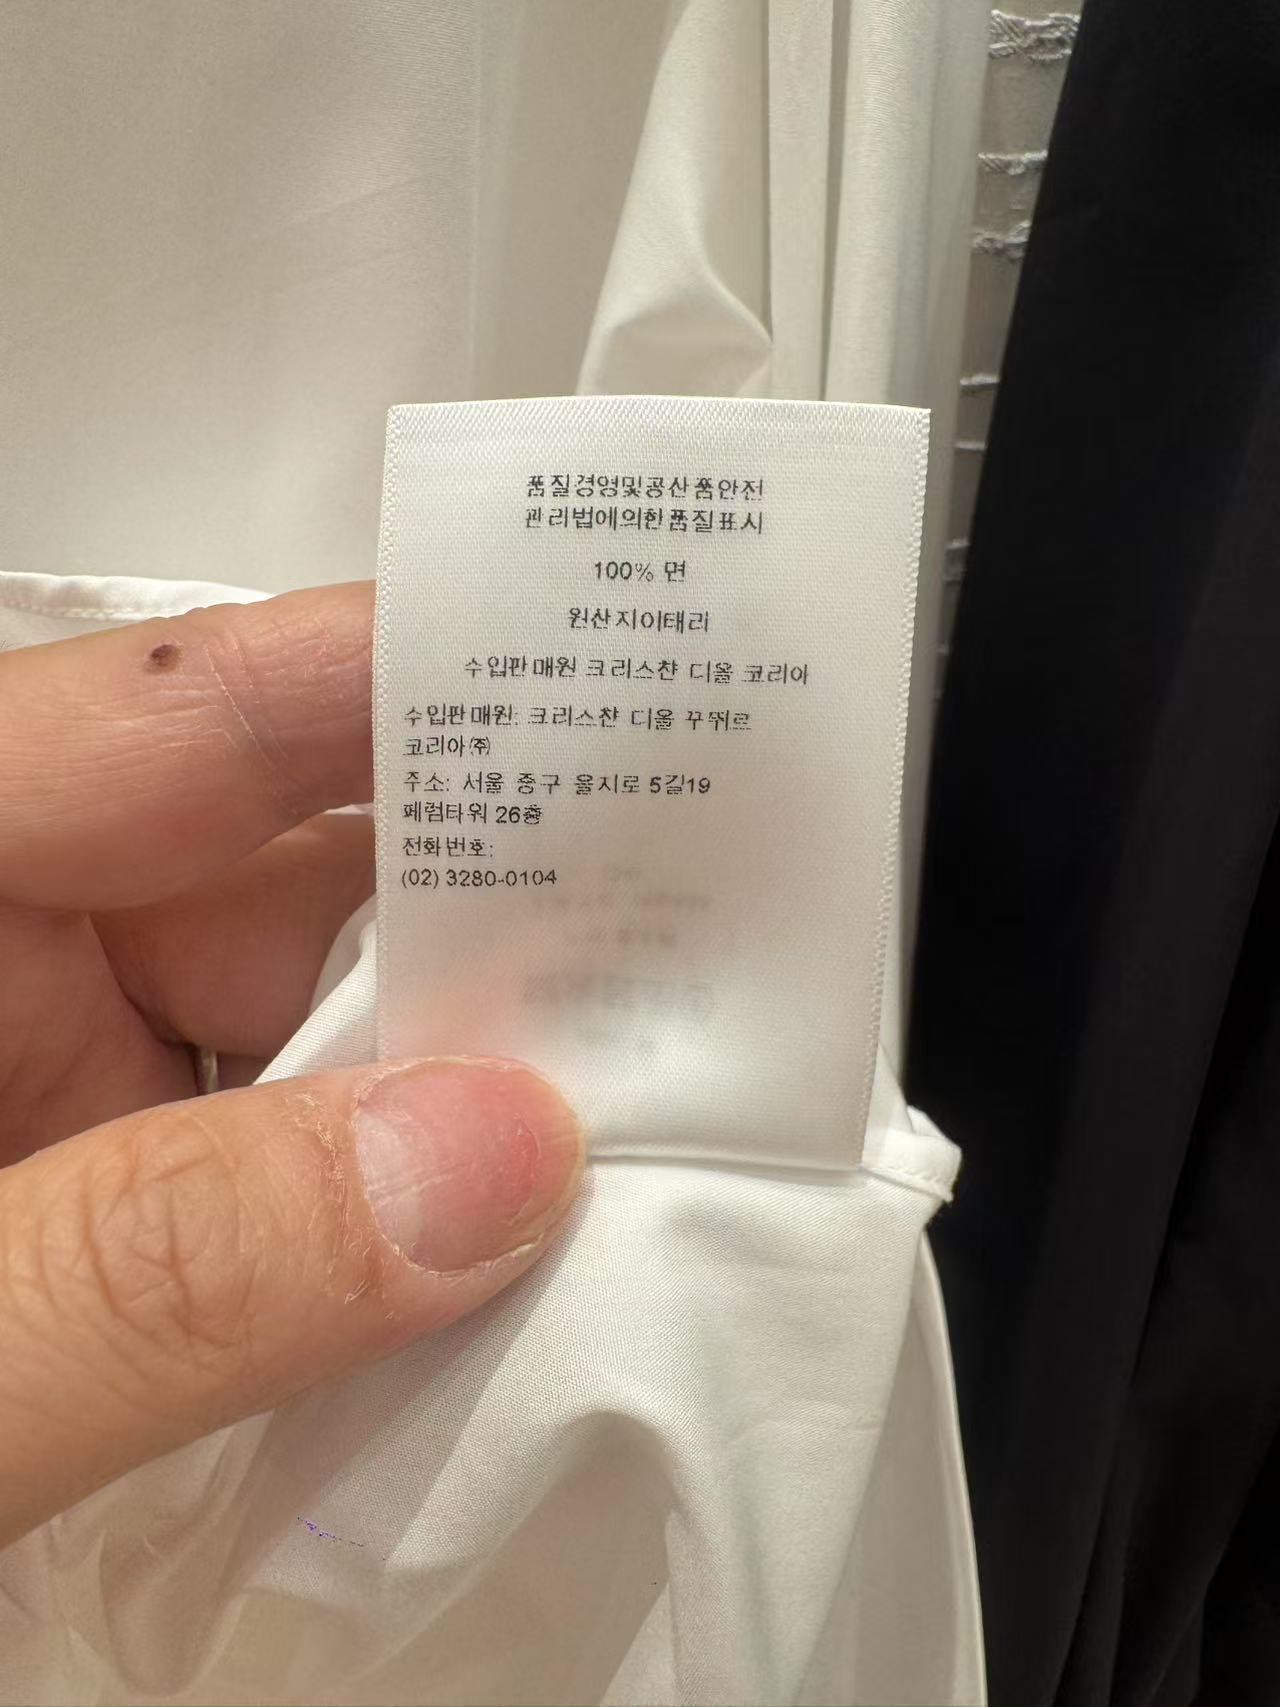 품질경영및공산품안전
관리법에의한품질표시
100% 면
원산지이태리
수입판매원 크리스챤 디올 코리아
수입판매원: 크리스챤 디올 꾸뛰르
코리아㈜
주소: 서울 중구 을지로 5길19
페럼타워 26층
전화번호:
(02) 3280-0104